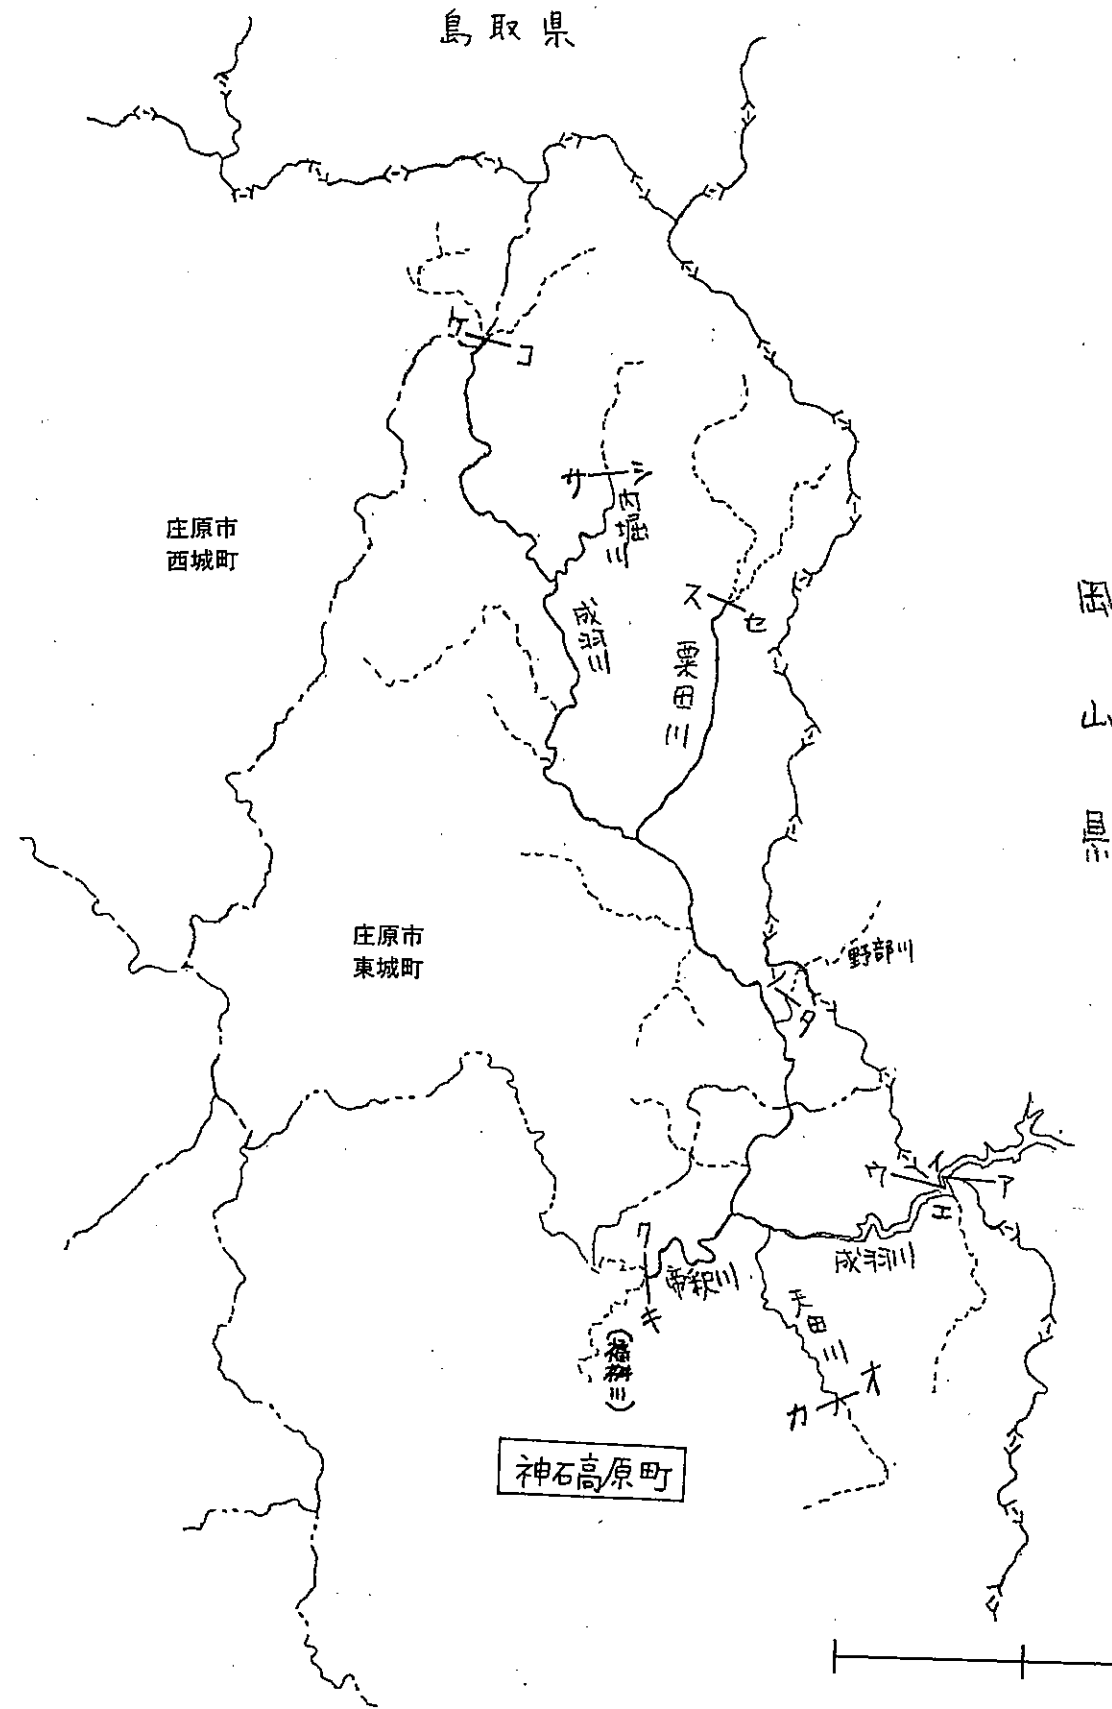 島取県
ケ
コ
サ
シ
内堀川
庄原市
西城町
岡山県
ス
セ
成羽川
粟田川
庄原市
東城町
野部川
タ
ウ
イ
ア
エ
ク
成羽川
帝釈川
キ
天田川
(福桝川)
オ
カ
神石高原町